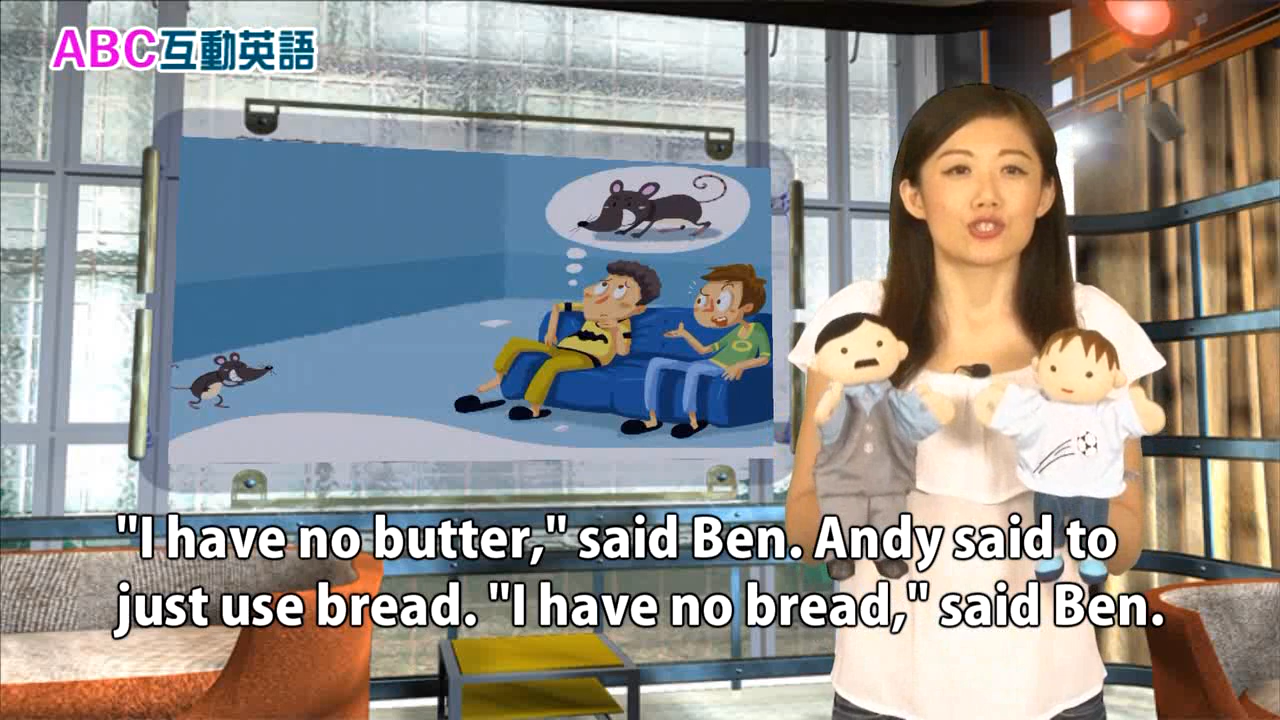 ABC互動英語
"I have no butter," said Ben. Andy said to
just use bread. "I have no bread," said Ben.